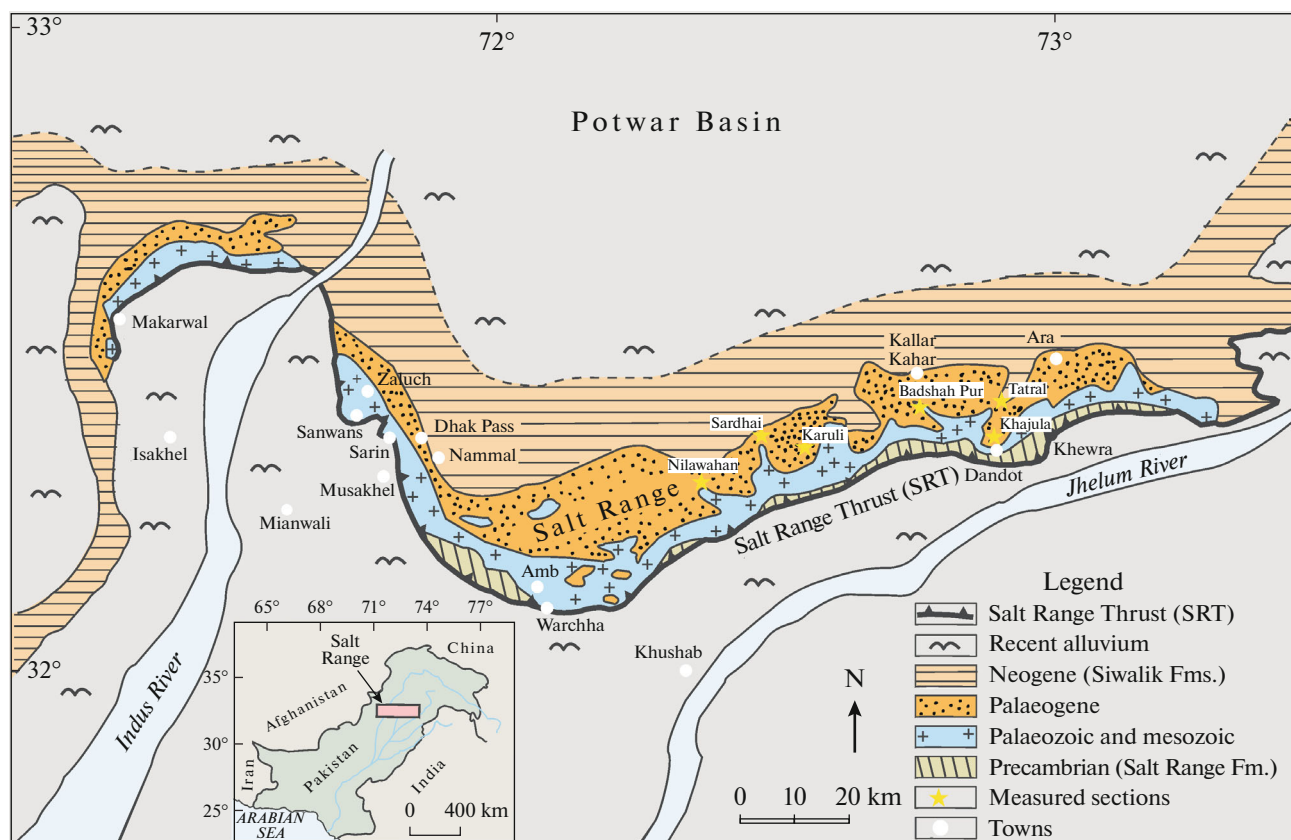 33°
72°
73°
Potwar Basin
Makarwal
Isakhel
Zaluch
Sanwans
Sarin
Musakhel
Mianwali
Dhak Pass
Nammal
Kallar
Kahar
Ara
Badshah Pur
Tatral
Sardhai
Karuli
Khajula
Nilawahan
Khewra
Dandot
Salt Range
Salt Range Thrust (SRT)
Jhelum River
Amb
Warchha
Khushab
32°
Indus River
65°
68°
71°
74°
77°
Salt
Range
China
35°
Afghanistan
30°
Iran
Pakistan
India
25°
ARABIAN
SEA
0 400 km
N
0 10 20 km
Legend
Salt Range Thrust (SRT)
Recent alluvium
Neogene (Siwalik Fms.)
Palaeogene
Palaeozoic and mesozoic
Precambrian (Salt Range Fm.)
Measured sections
Towns